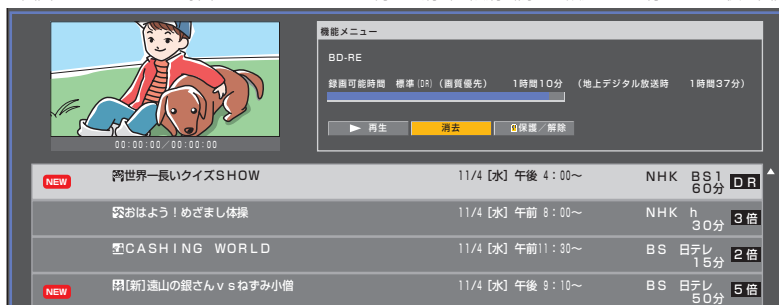 機能メニュー
BD-RE
録画可能時間 標準(DR)(画質優先) 1時間10分 (地上デジタル放送時 1時間37分)
▶ 再生 消去 保護/解除
00:00:00/00:00:00
NEW 世界一長いクイズSHOW 11/4 [水] 午後 4:00〜 NHK BS1 60分 DR
おはよう!めざまし体操 11/4 [水] 午前 8:00〜 NHK h 30分 3倍
CASHING WORLD 11/4 [水] 午前11:30〜 BS 日テレ 15分 2倍
NEW [新]遠山の銀さんvsねずみ小僧 11/4 [水] 午後 9:10〜 BS 日テレ 50分 5倍